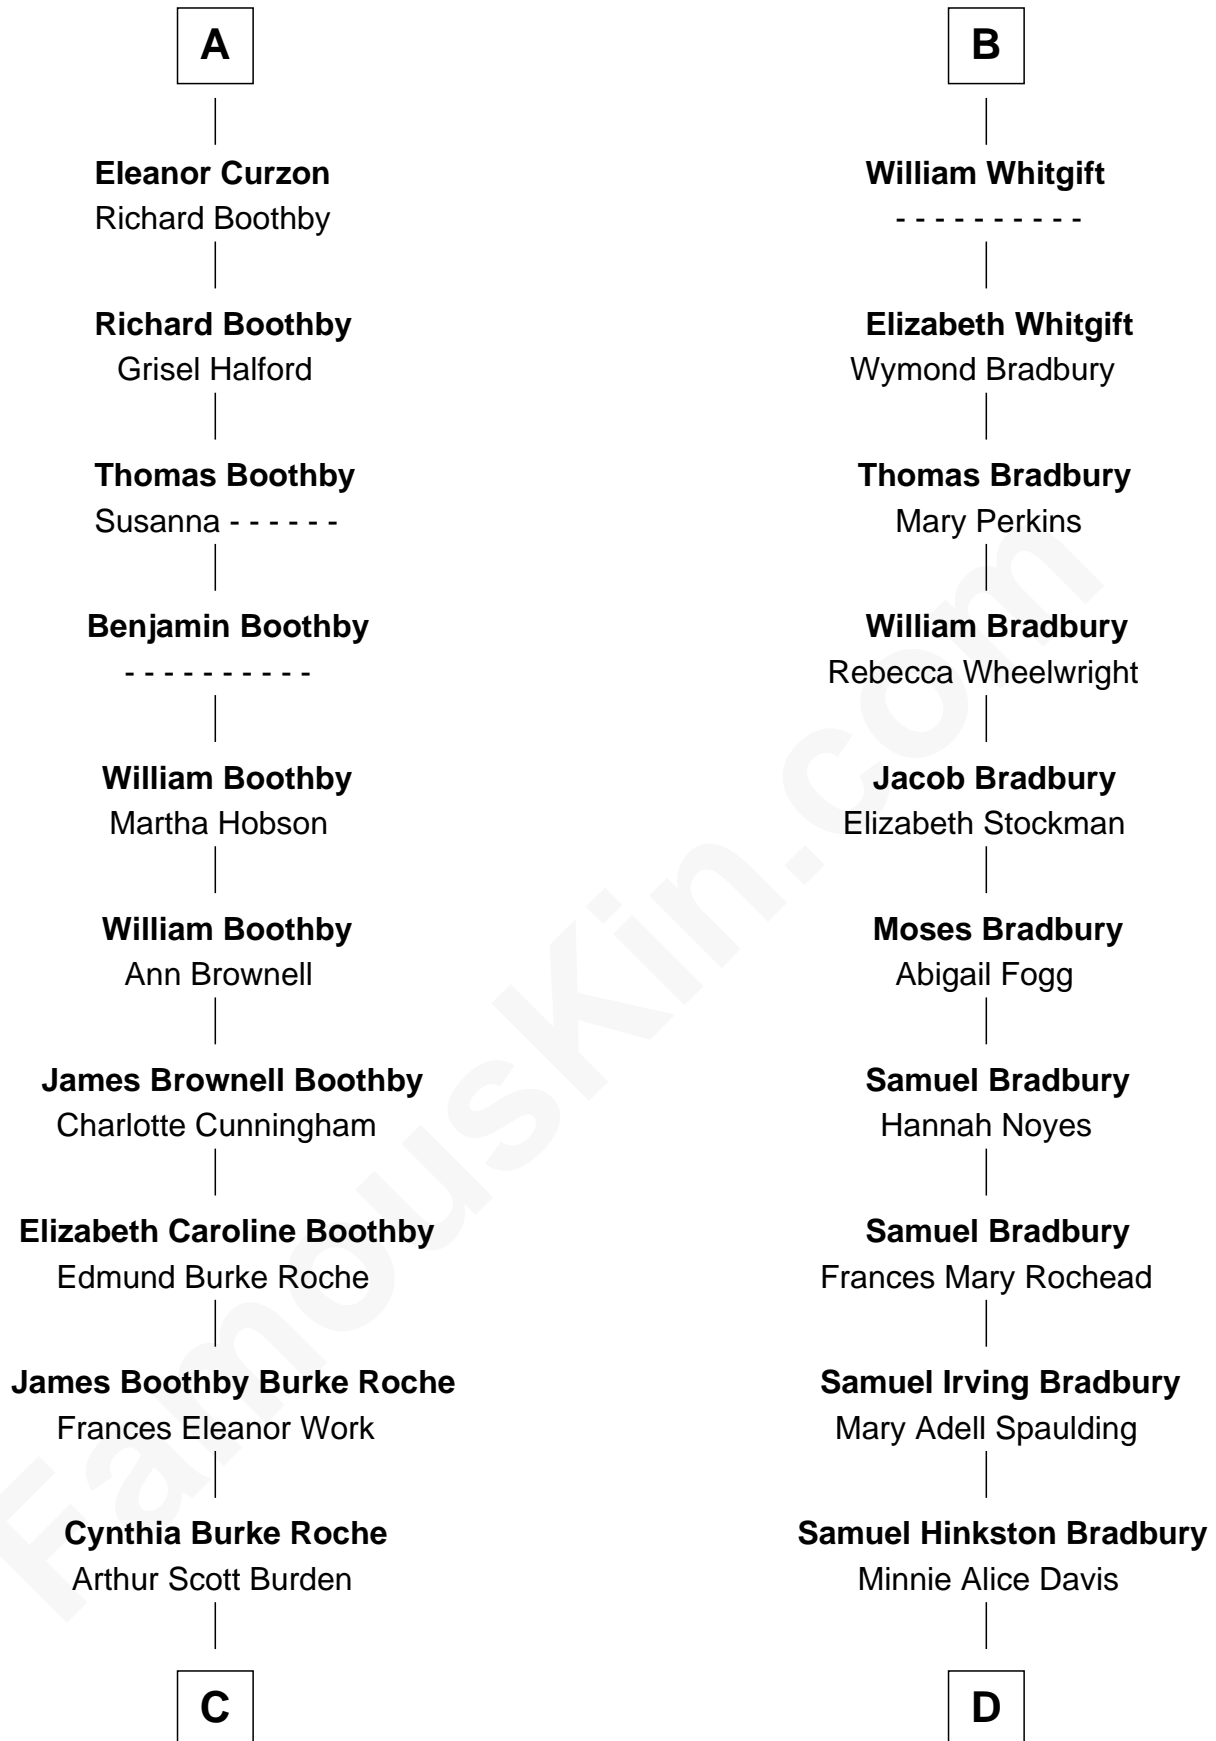 A
Eleanor Curzon
Richard Boothby
Richard Boothby
Grisel Halford
Thomas Boothby
Susanna - - - - - -
Benjamin Boothby
- - - - - - - - - -
William Boothby
Martha Hobson
William Boothby
Ann Brownell
James Brownell Boothby
Charlotte Cunningham
Elizabeth Caroline Boothby
Edmund Burke Roche
James Boothby Burke Roche
Frances Eleanor Work
Cynthia Burke Roche
Arthur Scott Burden
C
B
William Whitgift
- - - - - - - - - -
Elizabeth Whitgift
Wymond Bradbury
Thomas Bradbury
Mary Perkins
William Bradbury
Rebecca Wheelwright
Jacob Bradbury
Elizabeth Stockman
Moses Bradbury
Abigail Fogg
Samuel Bradbury
Hannah Noyes
Samuel Bradbury
Frances Mary Rochead
Samuel Irving Bradbury
Mary Adell Spaulding
Samuel Hinkston Bradbury
Minnie Alice Davis
D
FamousKin.com